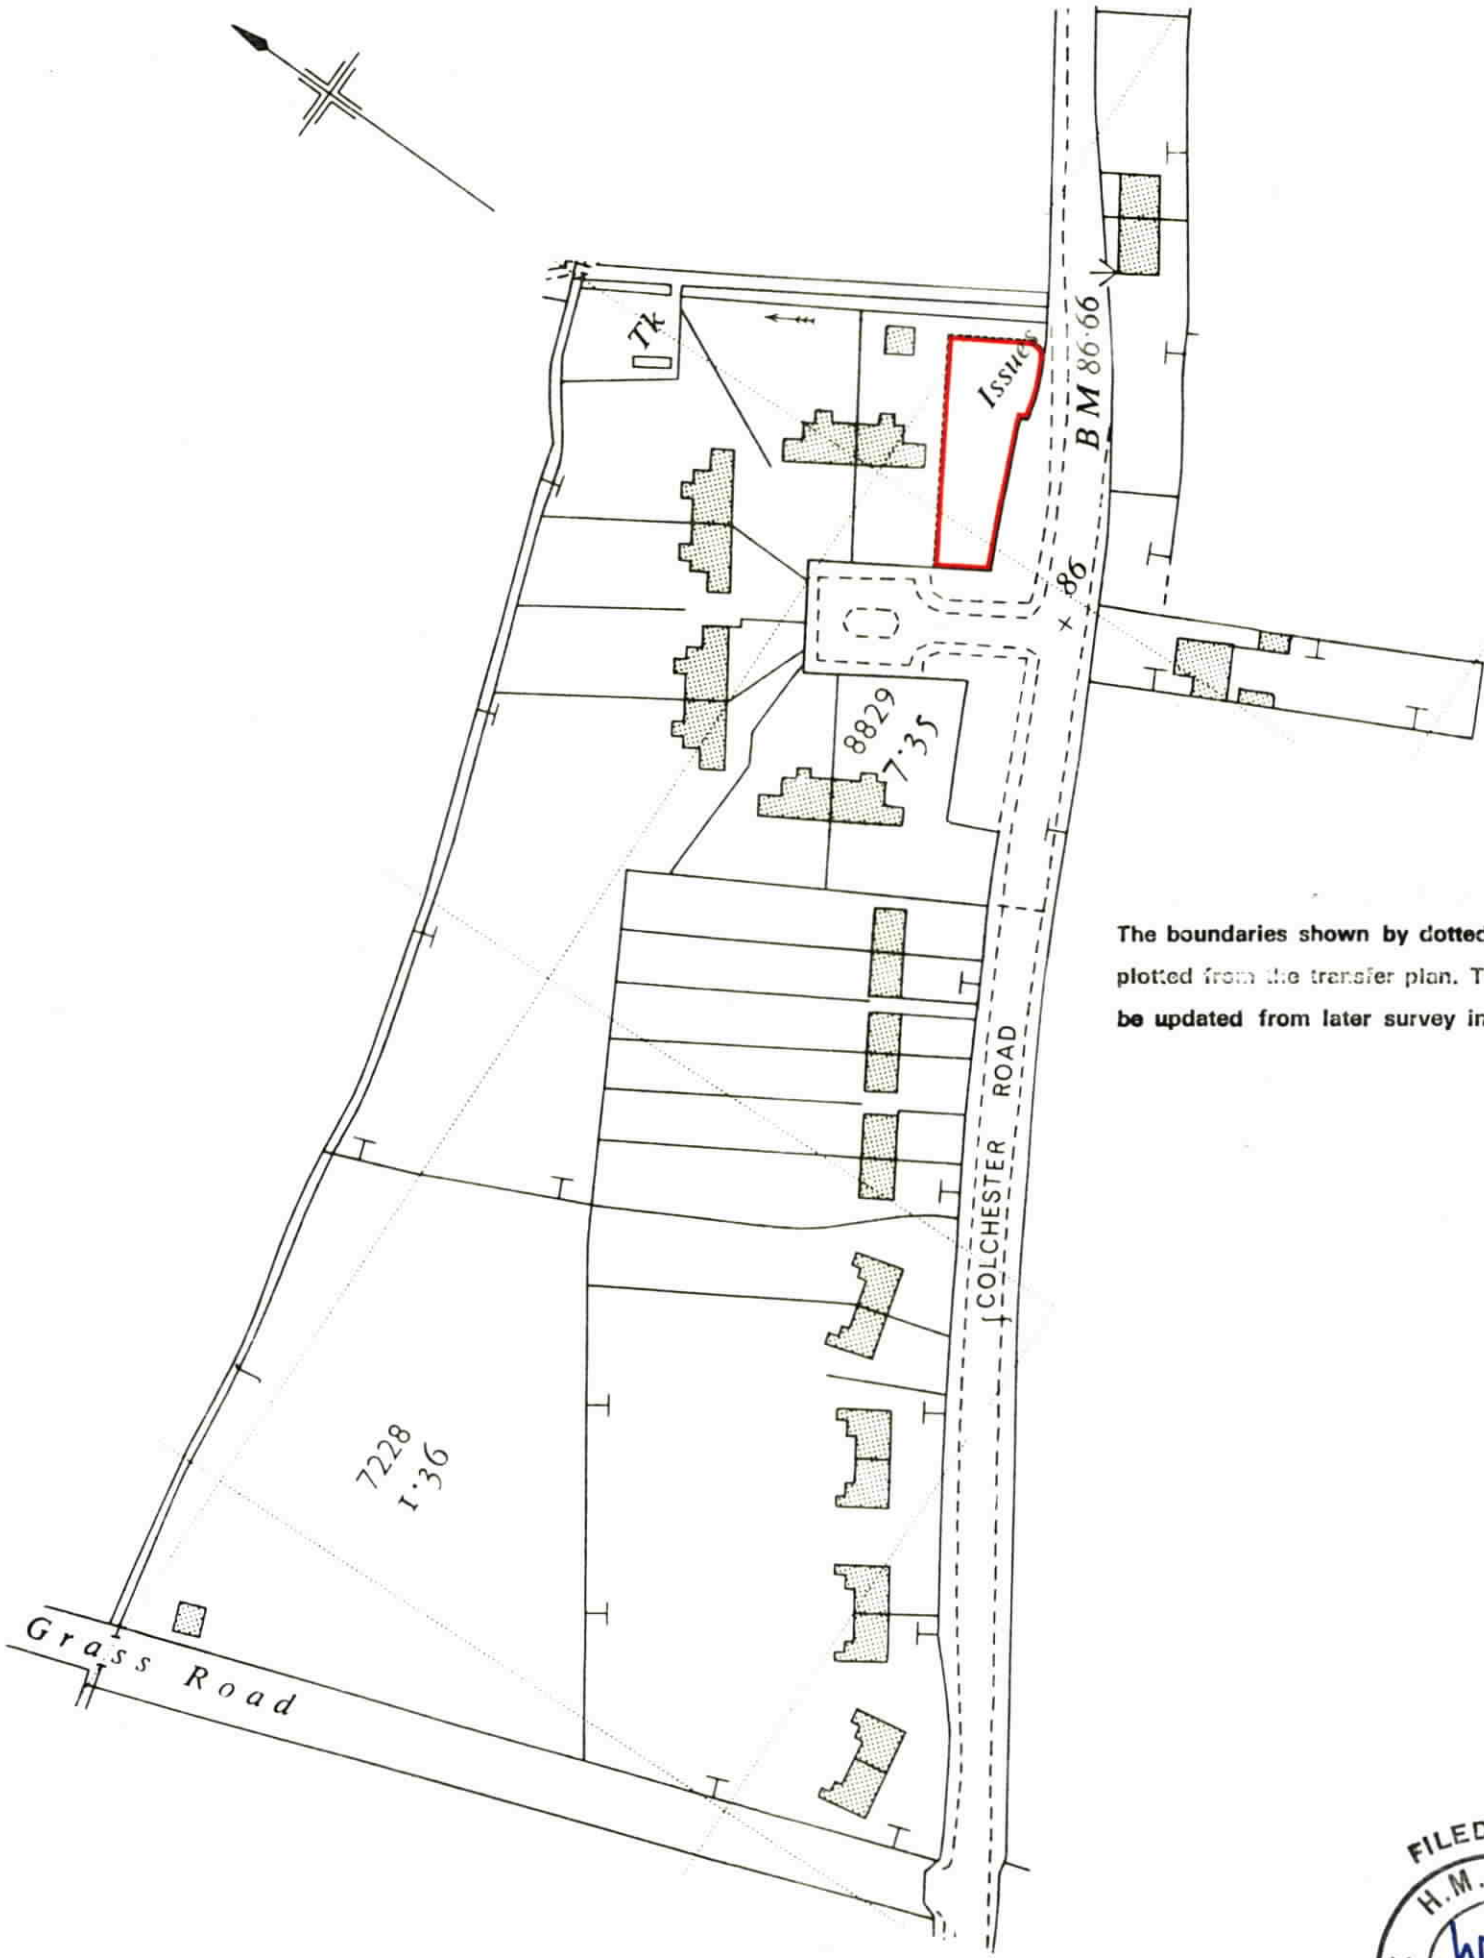 Tk
Issues
B M 86·66
× 86
8829
7·35
The boundaries shown by dotted
plotted from the transfer plan. T
be updated from later survey in
COLCHESTER ROAD
7228
1·36
Grass Road
FILED
H.M.